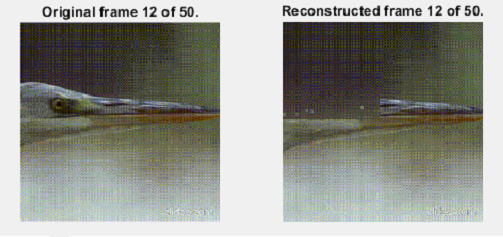 Original frame 12 of 50.
Reconstructed frame 12 of 50.